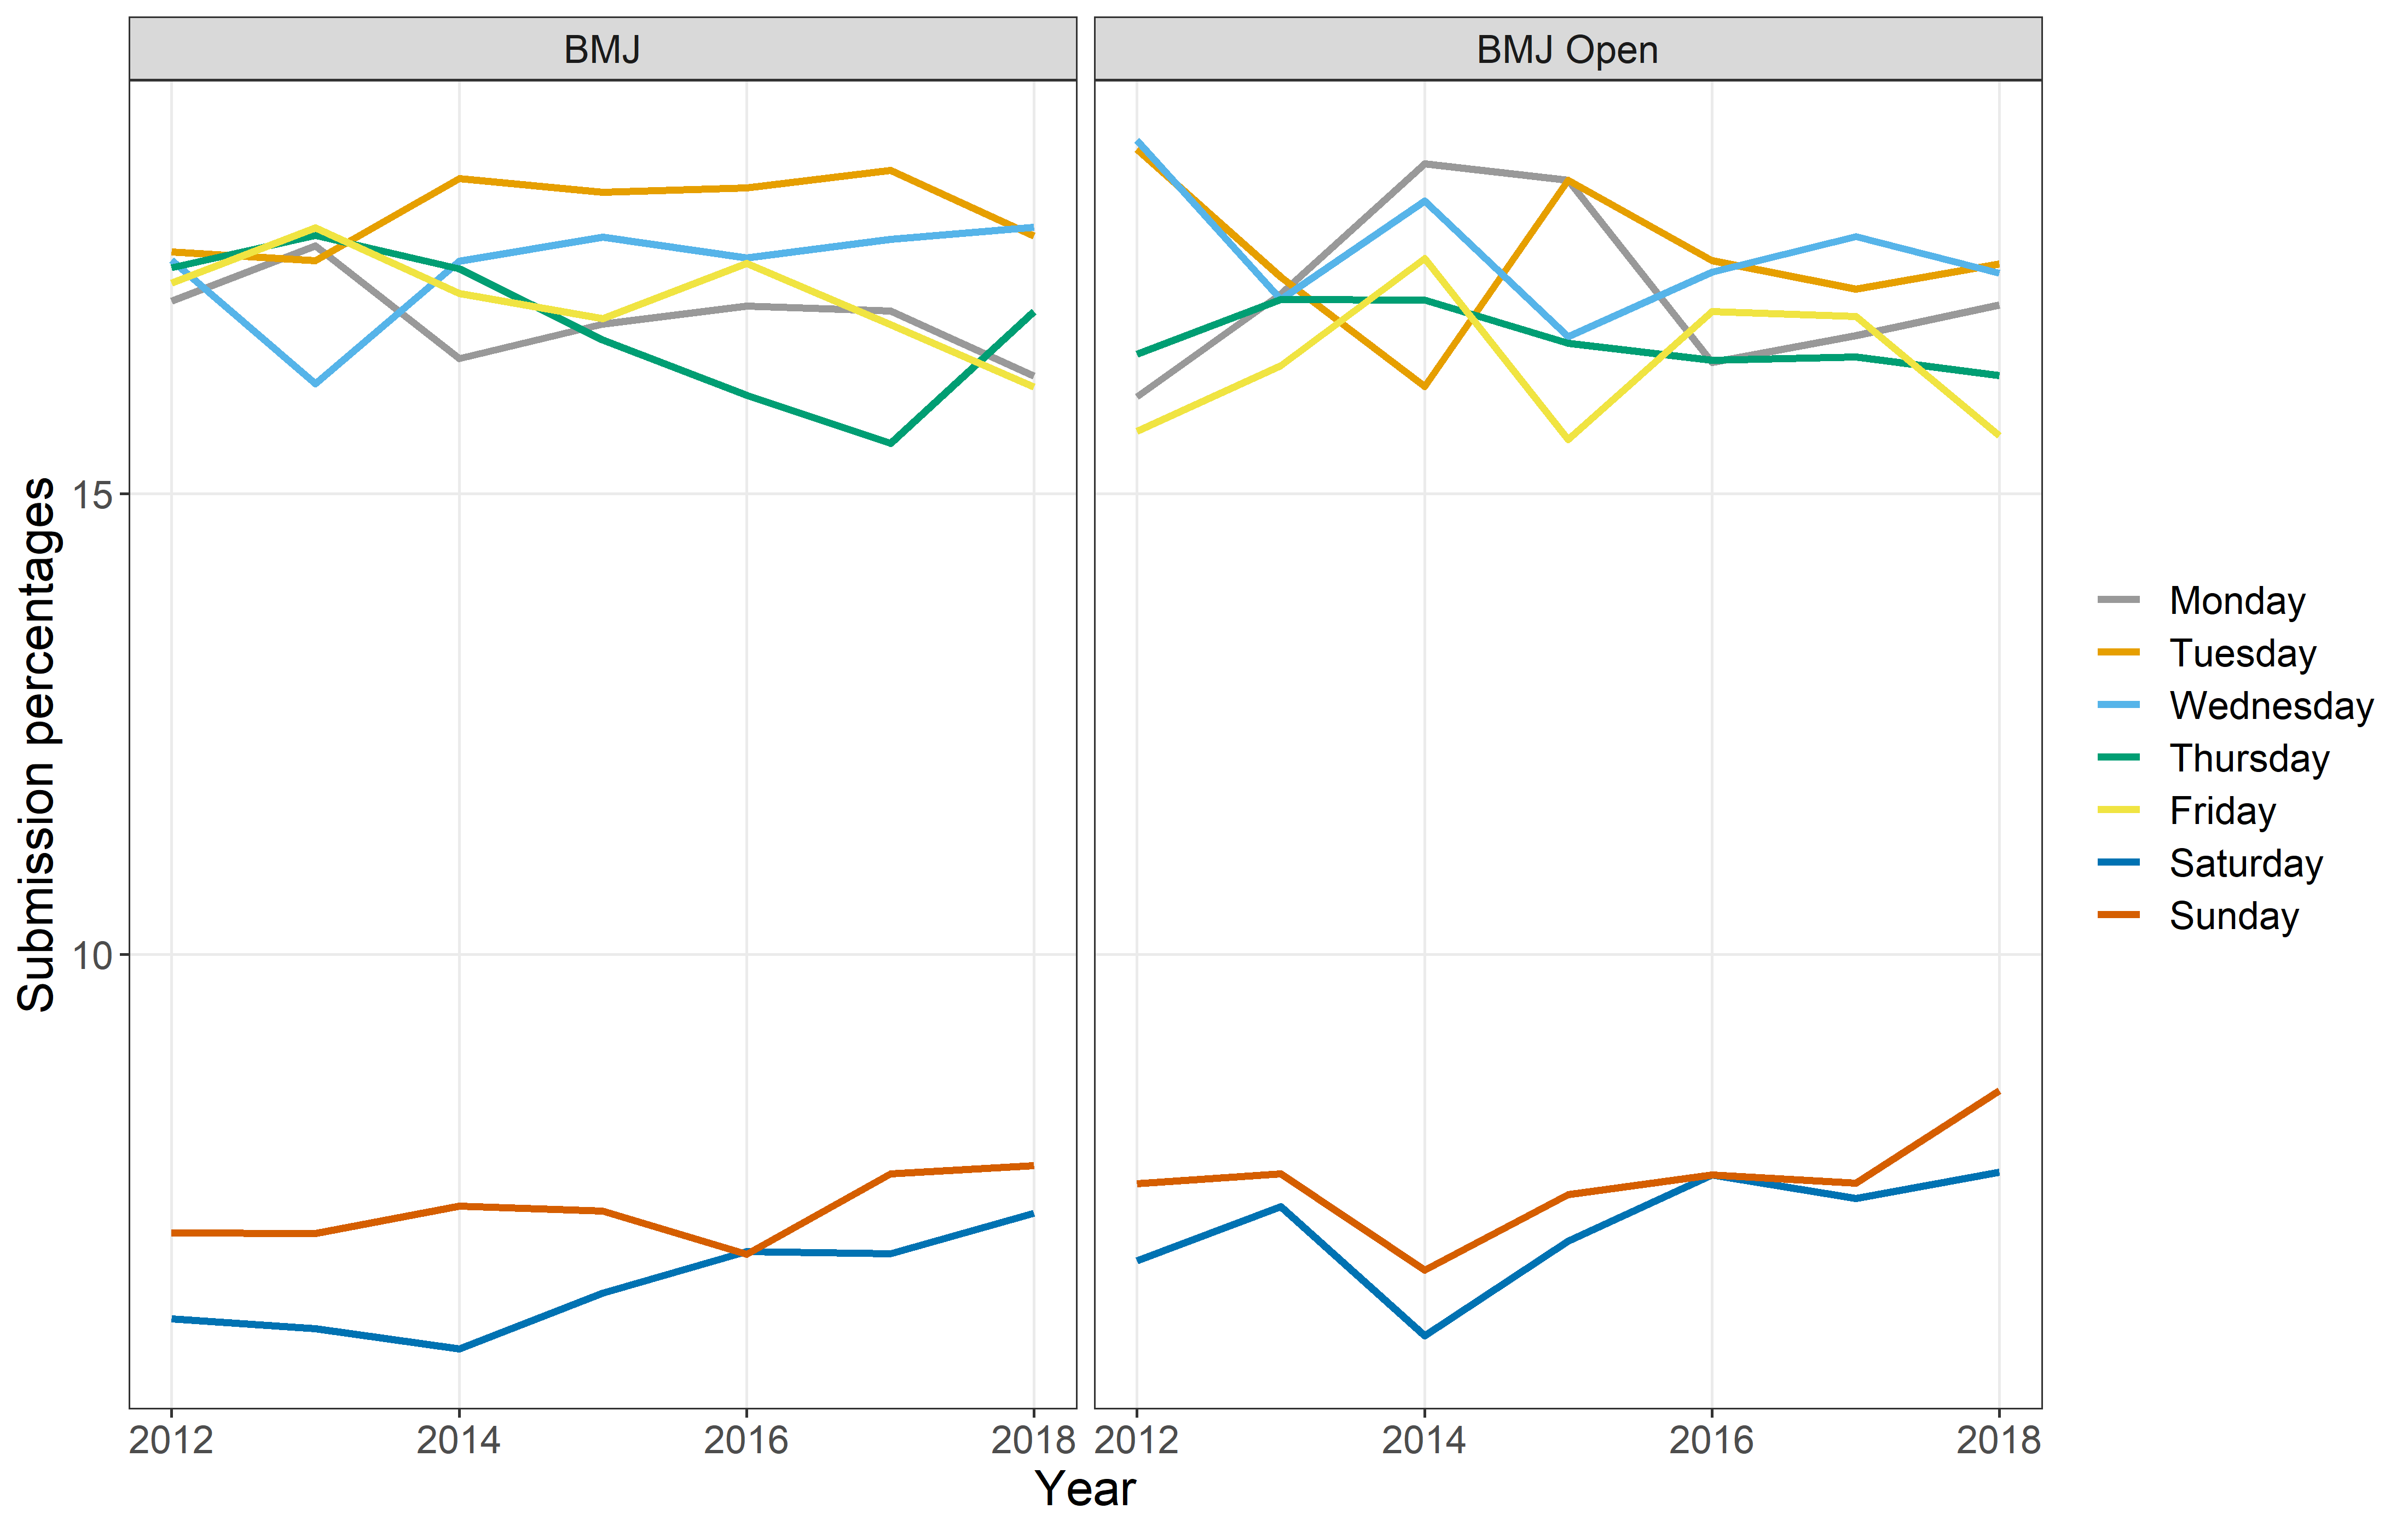 BMJ
BMJ Open
Submission percentages
15
10
2012 2014 2016 2018
2012 2014 2016 2018
Year
Monday
Tuesday
Wednesday
Thursday
Friday
Saturday
Sunday